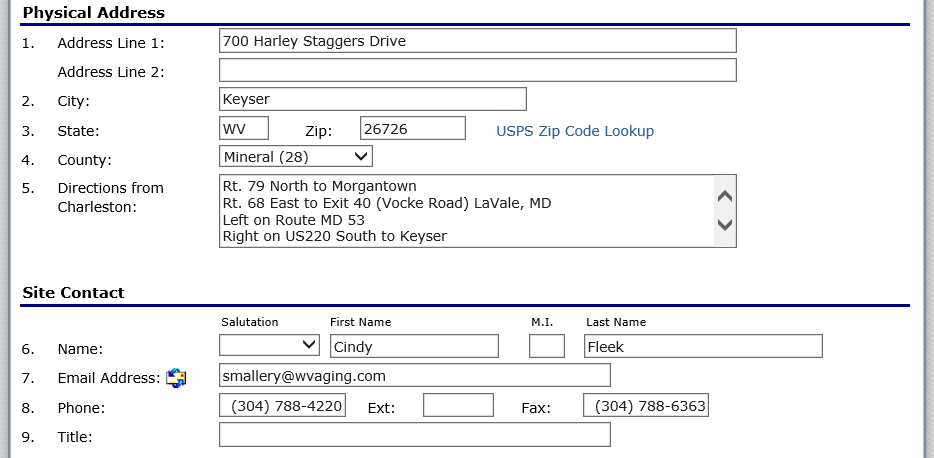 Physical Address
1. Address Line 1: 700 Harley Staggers Drive
Address Line 2:
2. City: Keyser
3. State: WV Zip: 26726 USPS Zip Code Lookup
4. County: Mineral (28)
5. Directions from Charleston: Rt. 79 North to Morgantown
Rt. 68 East to Exit 40 (Vocke Road) LaVale, MD
Left on Route MD 53
Right on US220 South to Keyser
Site Contact
Salutation First Name M.I. Last Name
6. Name: Cindy Fleek
7. Email Address: smallery@wvaging.com
8. Phone: (304) 788-4220 Ext: Fax: (304) 788-6363
9. Title: